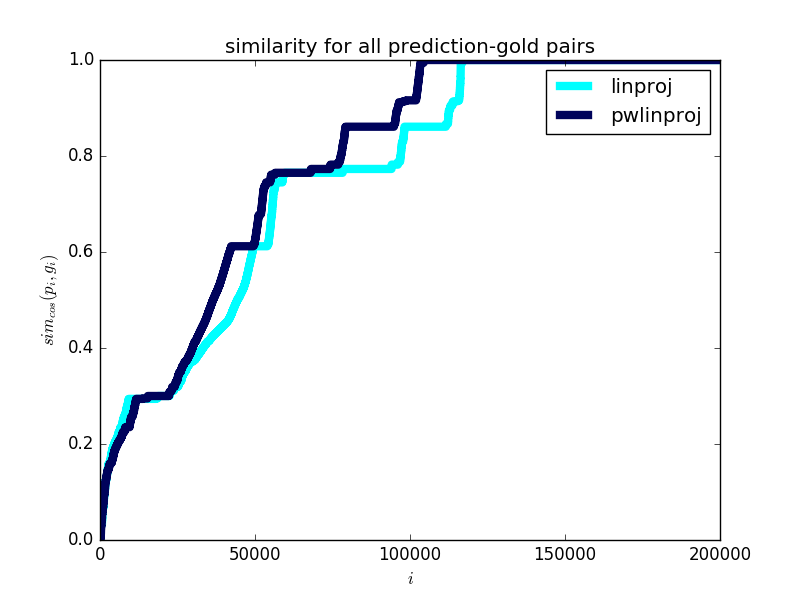 similarity for all prediction-gold pairs
1.0
0.8
0.6
0.4
0.2
0.0
sim_cos(p_i, g_i)
linproj
pwlinproj
0
50000
100000
150000
200000
i